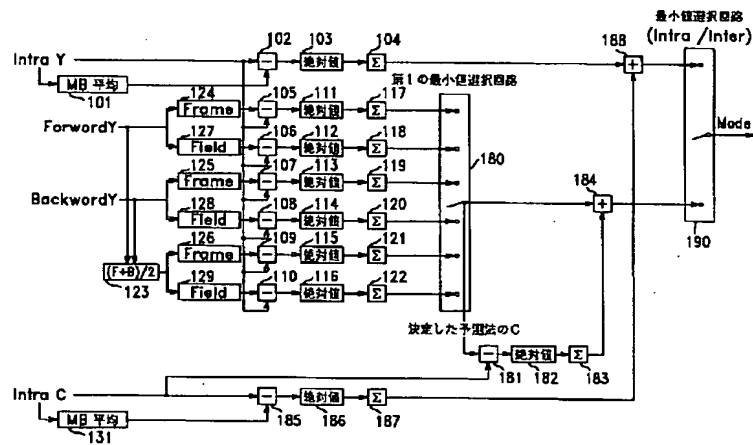 最小値選択回路
(Intra/Inter)
102
103
104
188
Intra Y
−
絶対値
Σ
+
MB 平均
101
第1の最小値選択回路
124
105
111
117
Frame
−
絶対値
Σ
Mode
ForwordY
127
106
112
118
180
Field
−
絶対値
Σ
125
107
113
119
Frame
−
絶対値
Σ
184
BackwordY
128
108
114
120
+
Field
−
絶対値
Σ
190
126
109
115
121
Frame
−
絶対値
Σ
(F+B)/2
123
129
110
116
122
Field
−
絶対値
Σ
決定した予測法のC
−
絶対値
Σ
181
182
183
Intra C
−
絶対値
Σ
185
186
187
MB 平均
131